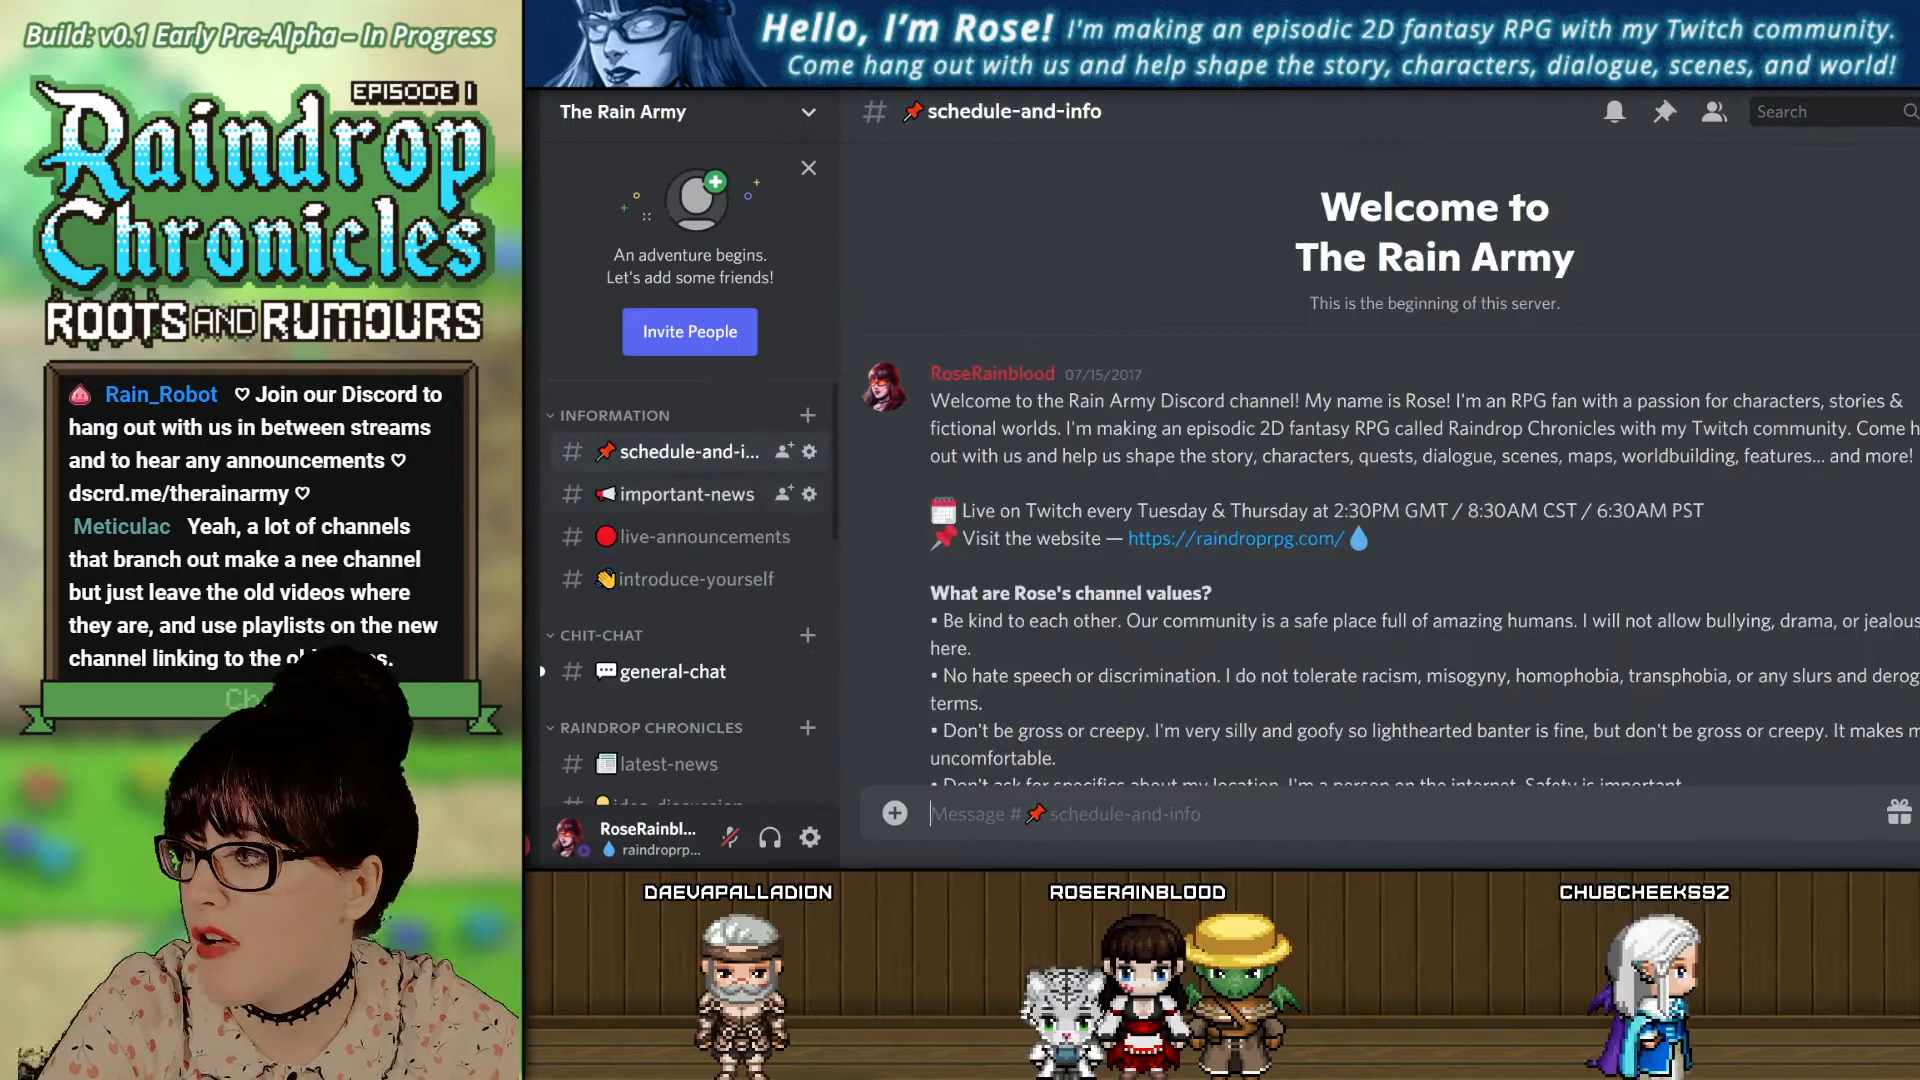 Build: v0.1 Early Pre-Alpha – In Progress
EPISODE I
Raindrop
Chronicles
ROOTS AND RUMOURS
Rain_Robot ♡ Join our Discord to
hang out with us in between streams
and to hear any announcements ♡
dscrd.me/therainarmy ♡
Meticulac Yeah, a lot of channels
that branch out make a nee channel
but just leave the old videos where
they are, and use playlists on the new
channel linking to the
Hello, I'm Rose! I'm making an episodic 2D fantasy RPG with my Twitch community.
Come hang out with us and help shape the story, characters, dialogue, scenes, and world!
The Rain Army
An adventure begins.
Let's add some friends!
Invite People
INFORMATION
# 📌schedule-and-i...
# 📢important-news
# 🔴live-announcements
# 👋introduce-yourself
CHIT-CHAT
# 💬general-chat
RAINDROP CHRONICLES
# 📰latest-news
RoseRainbl...
💧 raindroprp...
# 📌schedule-and-info
Search
Welcome to
The Rain Army
This is the beginning of this server.
RoseRainblood 07/15/2017
Welcome to the Rain Army Discord channel! My name is Rose! I'm an RPG fan with a passion for characters, stories &
fictional worlds. I'm making an episodic 2D fantasy RPG called Raindrop Chronicles with my Twitch community. Come
out with us and help us shape the story, characters, quests, dialogue, scenes, maps, worldbuilding, features... and more!
🗓️ Live on Twitch every Tuesday & Thursday at 2:30PM GMT / 8:30AM CST / 6:30AM PST
📌 Visit the website — https://raindroprpg.com/ 💧
What are Rose's channel values?
• Be kind to each other. Our community is a safe place full of amazing humans. I will not allow bullying, drama, or jealous
here.
• No hate speech or discrimination. I do not tolerate racism, misogyny, homophobia, transphobia, or any slurs and derog
terms.
• Don't be gross or creepy. I'm very silly and goofy so lighthearted banter is fine, but don't be gross or creepy. It makes m
uncomfortable.
• Don't ask for specifics about my location. I'm a person on the internet. Safety is important.
Message #📌schedule-and-info
DAEVAPALLADION
ROSERAINBLOOD
CHUBCHEEKS92